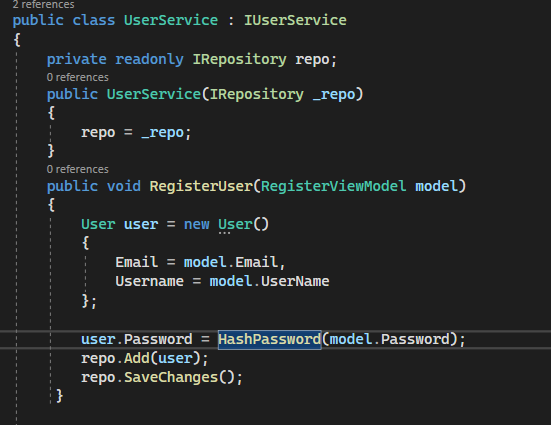 2 references
public class UserService : IUserService
{
private readonly IRepository repo;
0 references
public UserService(IRepository _repo)
{
repo = _repo;
}
0 references
public void RegisterUser(RegisterViewModel model)
{
User user = new User()
{
Email = model.Email,
Username = model.UserName
};
user.Password = HashPassword(model.Password);
repo.Add(user);
repo.SaveChanges();
}